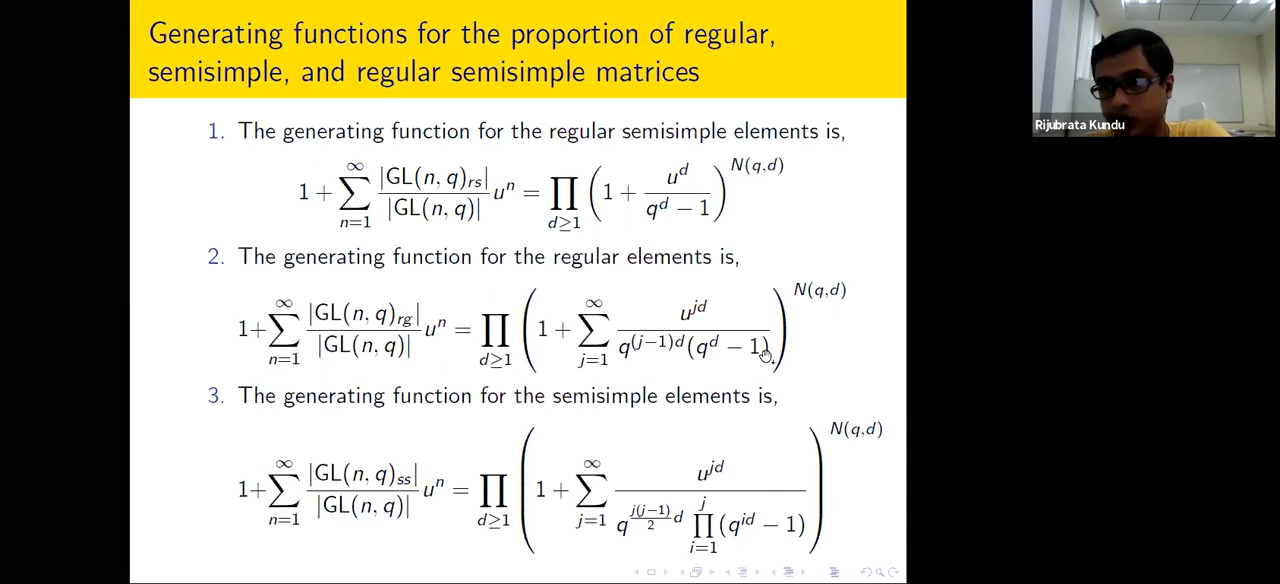 Generating functions for the proportion of regular,
semisimple, and regular semisimple matrices
1. The generating function for the regular semisimple elements is,
1 + ∑_{n=1}^{∞} |GL(n, q)_{rs}| / |GL(n, q)| u^n = ∏_{d≥1} (1 + u^d / (q^d − 1))^{N(q,d)}
2. The generating function for the regular elements is,
1+ ∑_{n=1}^{∞} |GL(n, q)_{rg}| / |GL(n, q)| u^n = ∏_{d≥1} (1 + ∑_{j=1}^{∞} u^{jd} / (q^{(j−1)d}(q^d − 1)))^{N(q,d)}
3. The generating function for the semisimple elements is,
1+ ∑_{n=1}^{∞} |GL(n, q)_{ss}| / |GL(n, q)| u^n = ∏_{d≥1} (1 + ∑_{j=1}^{∞} u^{jd} / (q^{\frac{j(j−1)}{2}d} ∏_{i=1}^{j} (q^{id} − 1)))^{N(q,d)}
Rijubrata Kundu